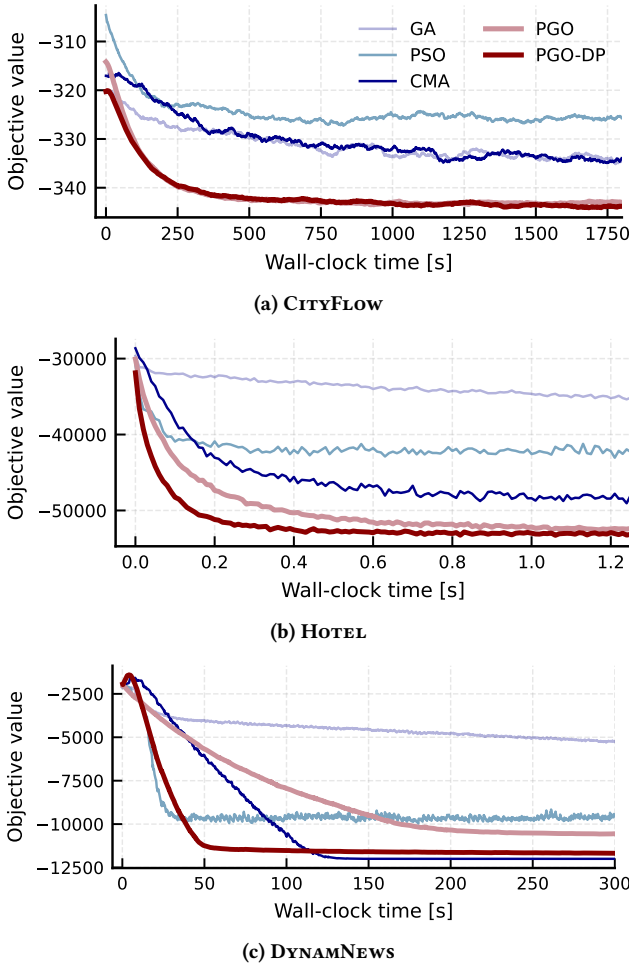 GA
PSO
CMA
PGO
PGO-DP
Objective value
−310
−320
−330
−340
0 250 500 750 1000 1250 1500 1750
Wall-clock time [s]
(a) CityFlow
Objective value
−30000
−40000
−50000
0.0 0.2 0.4 0.6 0.8 1.0 1.2
Wall-clock time [s]
(b) Hotel
Objective value
−2500
−5000
−7500
−10000
−12500
0 50 100 150 200 250 300
Wall-clock time [s]
(c) DynamNews